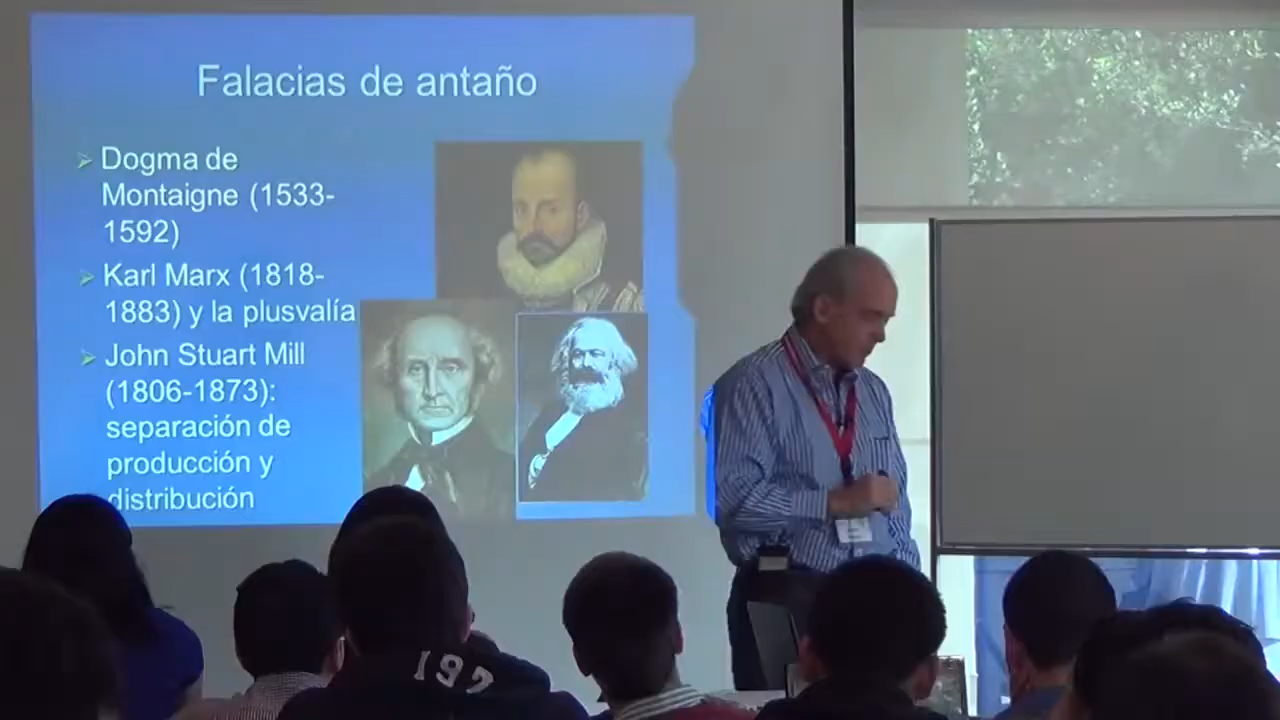 Falacias de antaño
Dogma de
Montaigne (1533-
1592)
Karl Marx (1818-
1883) y la plusvalía
John Stuart Mill
(1806-1873):
separación de
producción y
distribución
197